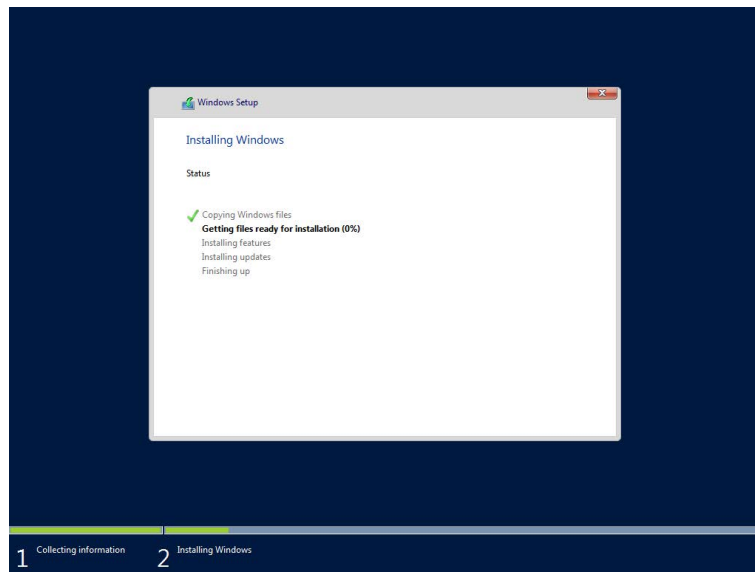 Windows Setup
Installing Windows
Status
Copying Windows files
Getting files ready for installation (0%)
Installing features
Installing updates
Finishing up
1 Collecting information
2 Installing Windows